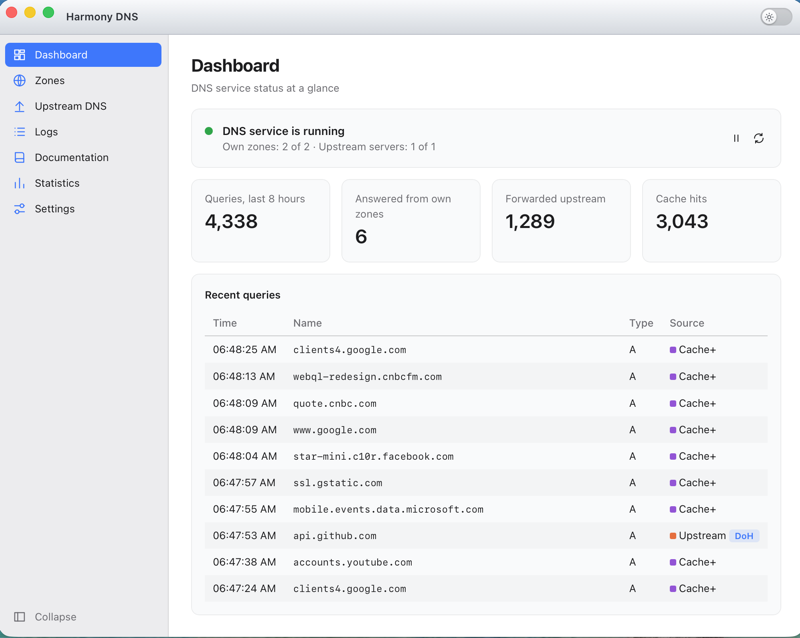 Harmony DNS
Dashboard
Zones
Upstream DNS
Logs
Documentation
Statistics
Settings
Collapse
Dashboard
DNS service status at a glance
DNS service is running
Own zones: 2 of 2 · Upstream servers: 1 of 1
Queries, last 8 hours
4,338
Answered from own
zones
6
Forwarded upstream
1,289
Cache hits
3,043
Recent queries
Time Name Type Source
06:48:25 AM clients4.google.com A Cache+
06:48:13 AM webql-redesign.cnbcfm.com A Cache+
06:48:09 AM quote.cnbc.com A Cache+
06:48:09 AM www.google.com A Cache+
06:48:04 AM star-mini.c10r.facebook.com A Cache+
06:47:57 AM ssl.gstatic.com A Cache+
06:47:55 AM mobile.events.data.microsoft.com A Cache+
06:47:53 AM api.github.com A Upstream DoH
06:47:38 AM accounts.youtube.com A Cache+
06:47:24 AM clients4.google.com A Cache+